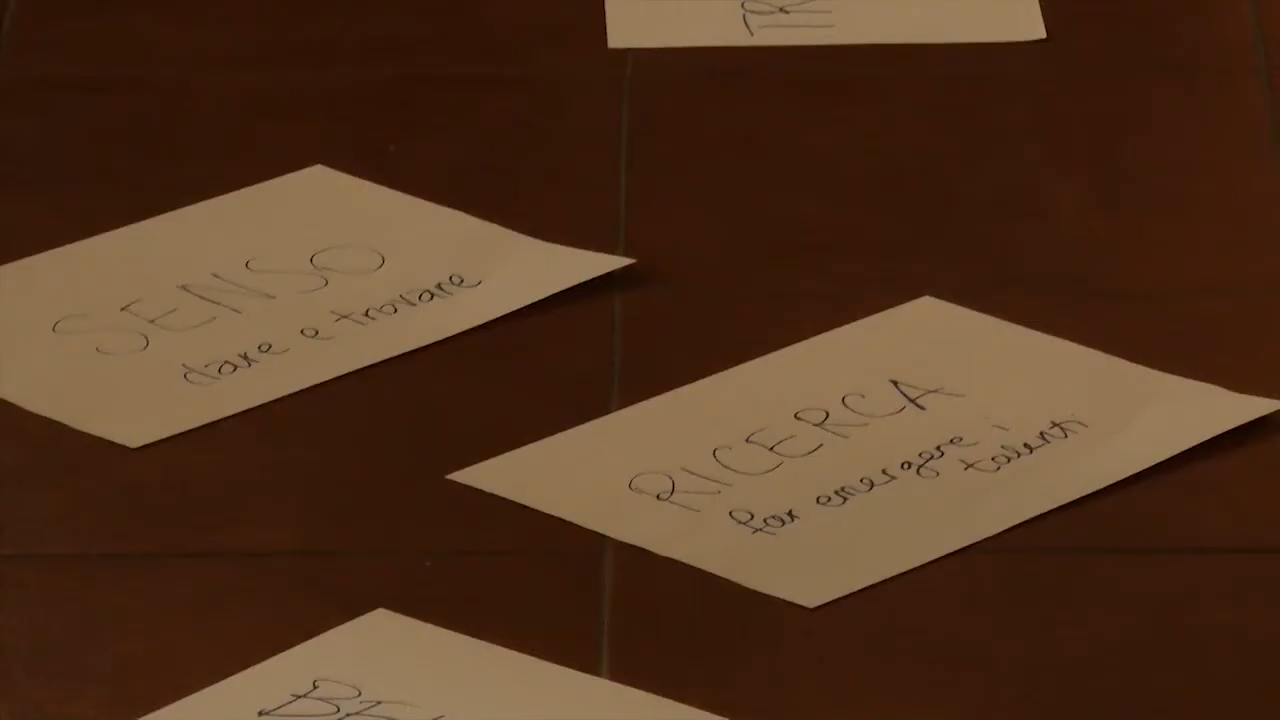 SENSO
dare e trovare
RICERCA
far emergere i
talenti